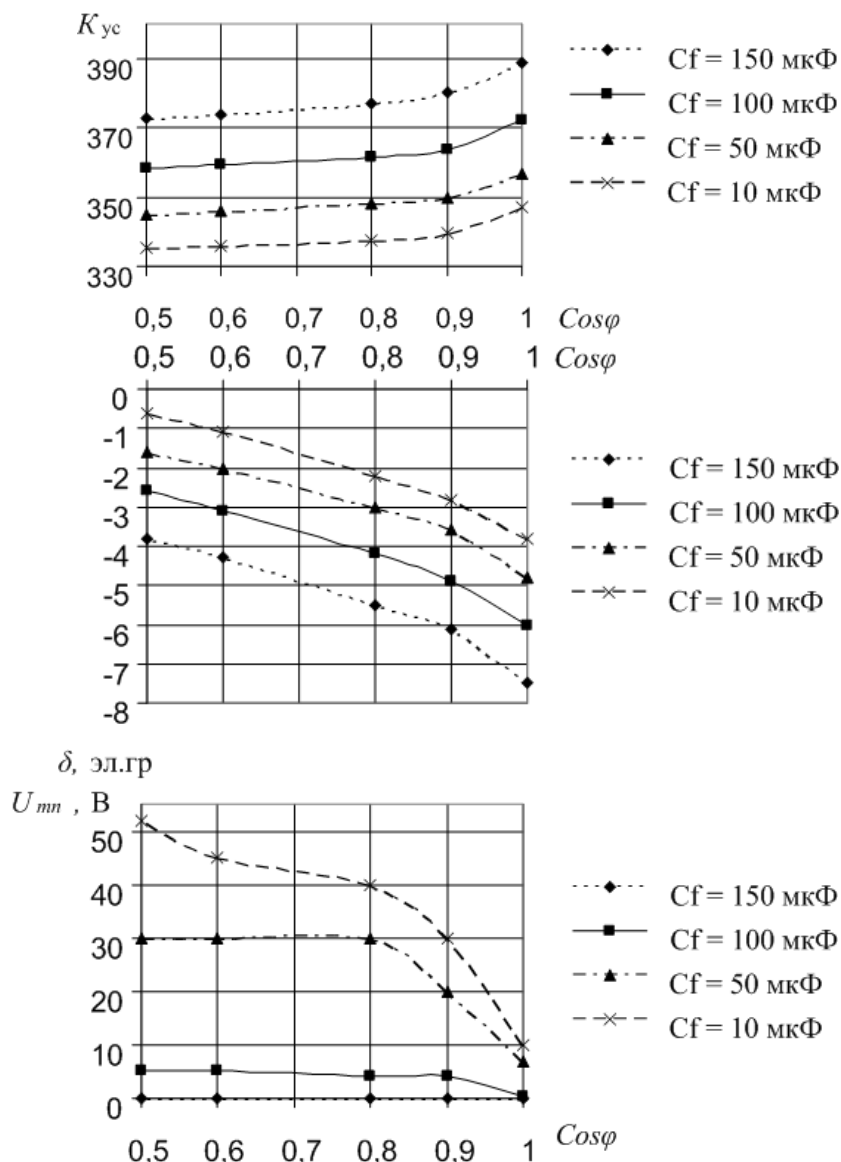 K ус
390
370
350
330
0,5 0,6 0,7 0,8 0,9 1 Cosφ
Cf = 150 мкФ
Cf = 100 мкФ
Cf = 50 мкФ
Cf = 10 мкФ
0,5 0,6 0,7 0,8 0,9 1 Cosφ
0
-1
-2
-3
-4
-5
-6
-7
-8
δ, эл.гр
Cf = 150 мкФ
Cf = 100 мкФ
Cf = 50 мкФ
Cf = 10 мкФ
U mn , В
50
40
30
20
10
0
0,5 0,6 0,7 0,8 0,9 1 Cosφ
Cf = 150 мкФ
Cf = 100 мкФ
Cf = 50 мкФ
Cf = 10 мкФ